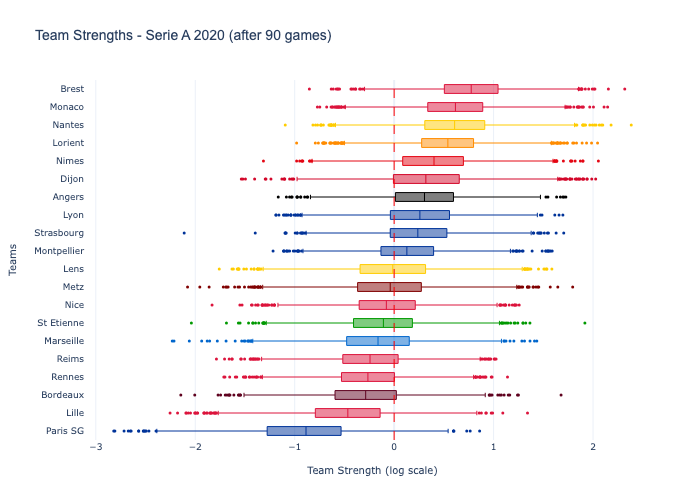 Team Strengths - Serie A 2020 (after 90 games)
Brest
Monaco
Nantes
Lorient
Nimes
Dijon
Angers
Lyon
Strasbourg
Montpellier
Lens
Metz
Nice
St Etienne
Marseille
Reims
Rennes
Bordeaux
Lille
Paris SG
Teams
−3 −2 −1 0 1 2
Team Strength (log scale)